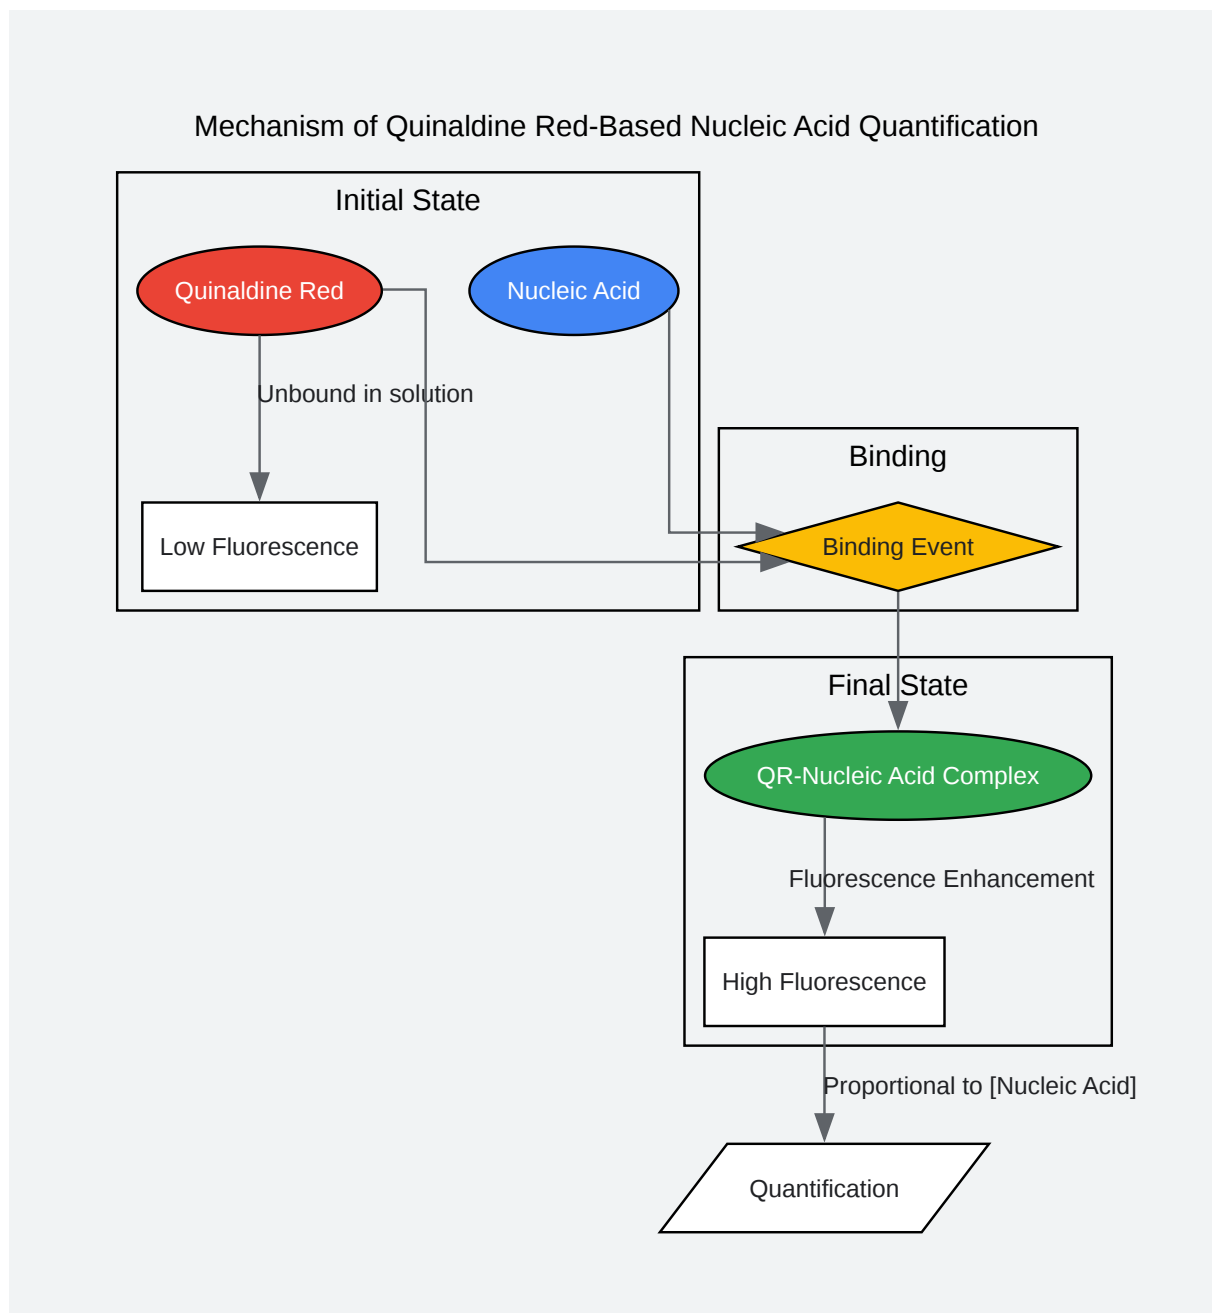 Mechanism of Quinaldine Red-Based Nucleic Acid Quantification
Initial State
Quinaldine Red
Nucleic Acid
Unbound in solution
Low Fluorescence
Binding
Binding Event
Final State
QR-Nucleic Acid Complex
Fluorescence Enhancement
High Fluorescence
Proportional to [Nucleic Acid]
Quantification